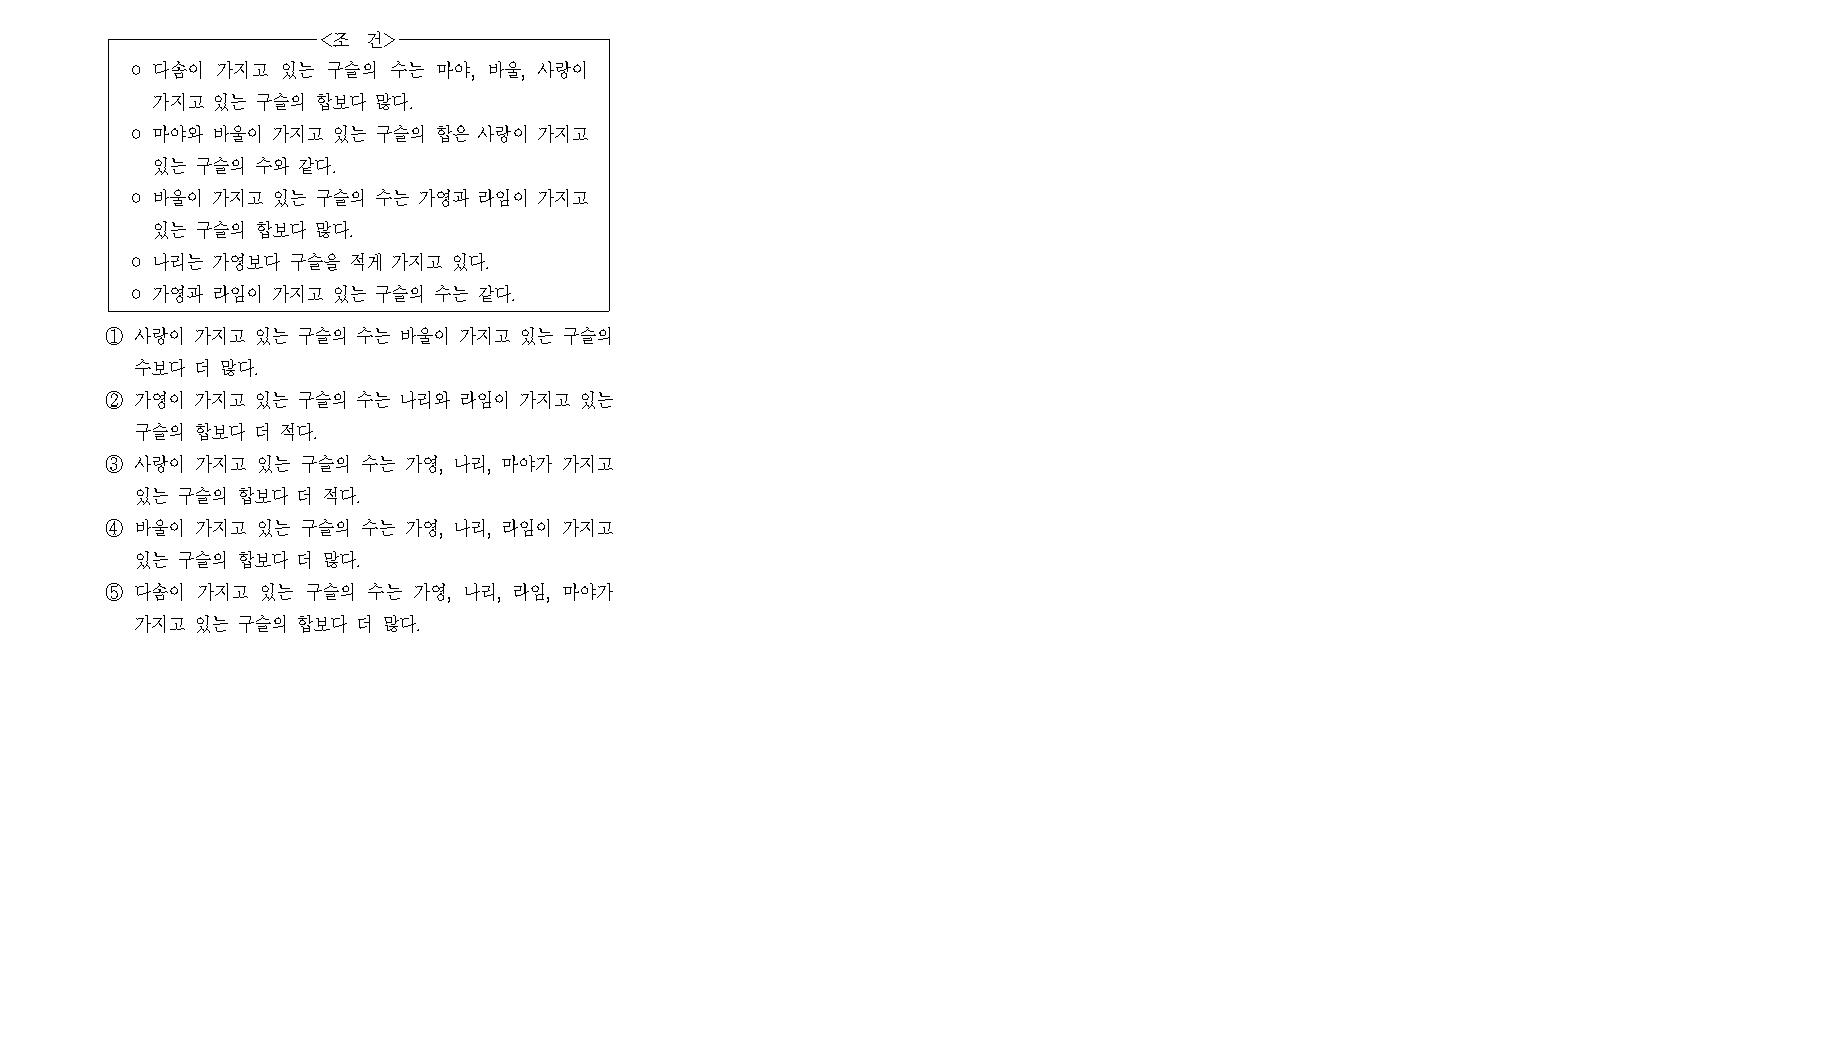 <조 건>
○ 다솜이 가지고 있는 구슬의 수는 마야, 바울, 사랑이
가지고 있는 구슬의 합보다 많다.
○ 마야와 바울이 가지고 있는 구슬의 합은 사랑이 가지고
있는 구슬의 수와 같다.
○ 바울이 가지고 있는 구슬의 수는 가영과 라임이 가지고
있는 구슬의 합보다 많다.
○ 나리는 가영보다 구슬을 적게 가지고 있다.
○ 가영과 라임이 가지고 있는 구슬의 수는 같다.
① 사랑이 가지고 있는 구슬의 수는 바울이 가지고 있는 구슬의
수보다 더 많다.
② 가영이 가지고 있는 구슬의 수는 나리와 라임이 가지고 있는
구슬의 합보다 더 적다.
③ 사랑이 가지고 있는 구슬의 수는 가영, 나리, 마야가 가지고
있는 구슬의 합보다 더 적다.
④ 바울이 가지고 있는 구슬의 수는 가영, 나리, 라임이 가지고
있는 구슬의 합보다 더 많다.
⑤ 다솜이 가지고 있는 구슬의 수는 가영, 나리, 라임, 마야가
가지고 있는 구슬의 합보다 더 많다.